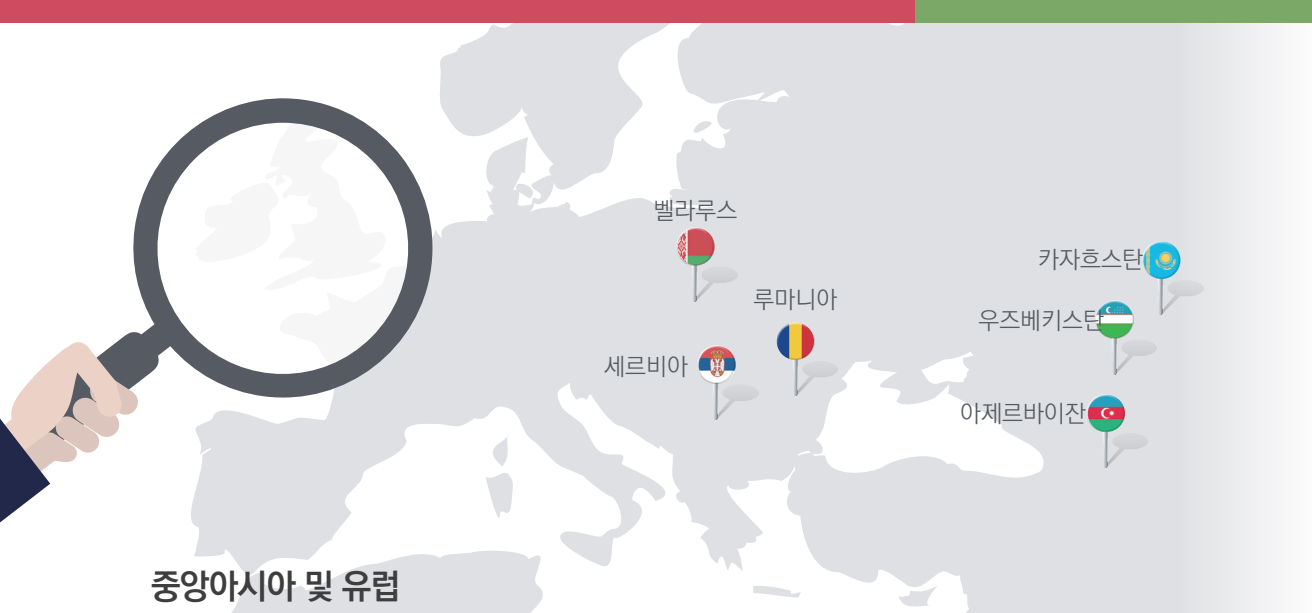 벨라루스
카자흐스탄
루마니아
우즈베키스탄
세르비아
아제르바이잔
중앙아시아 및 유럽